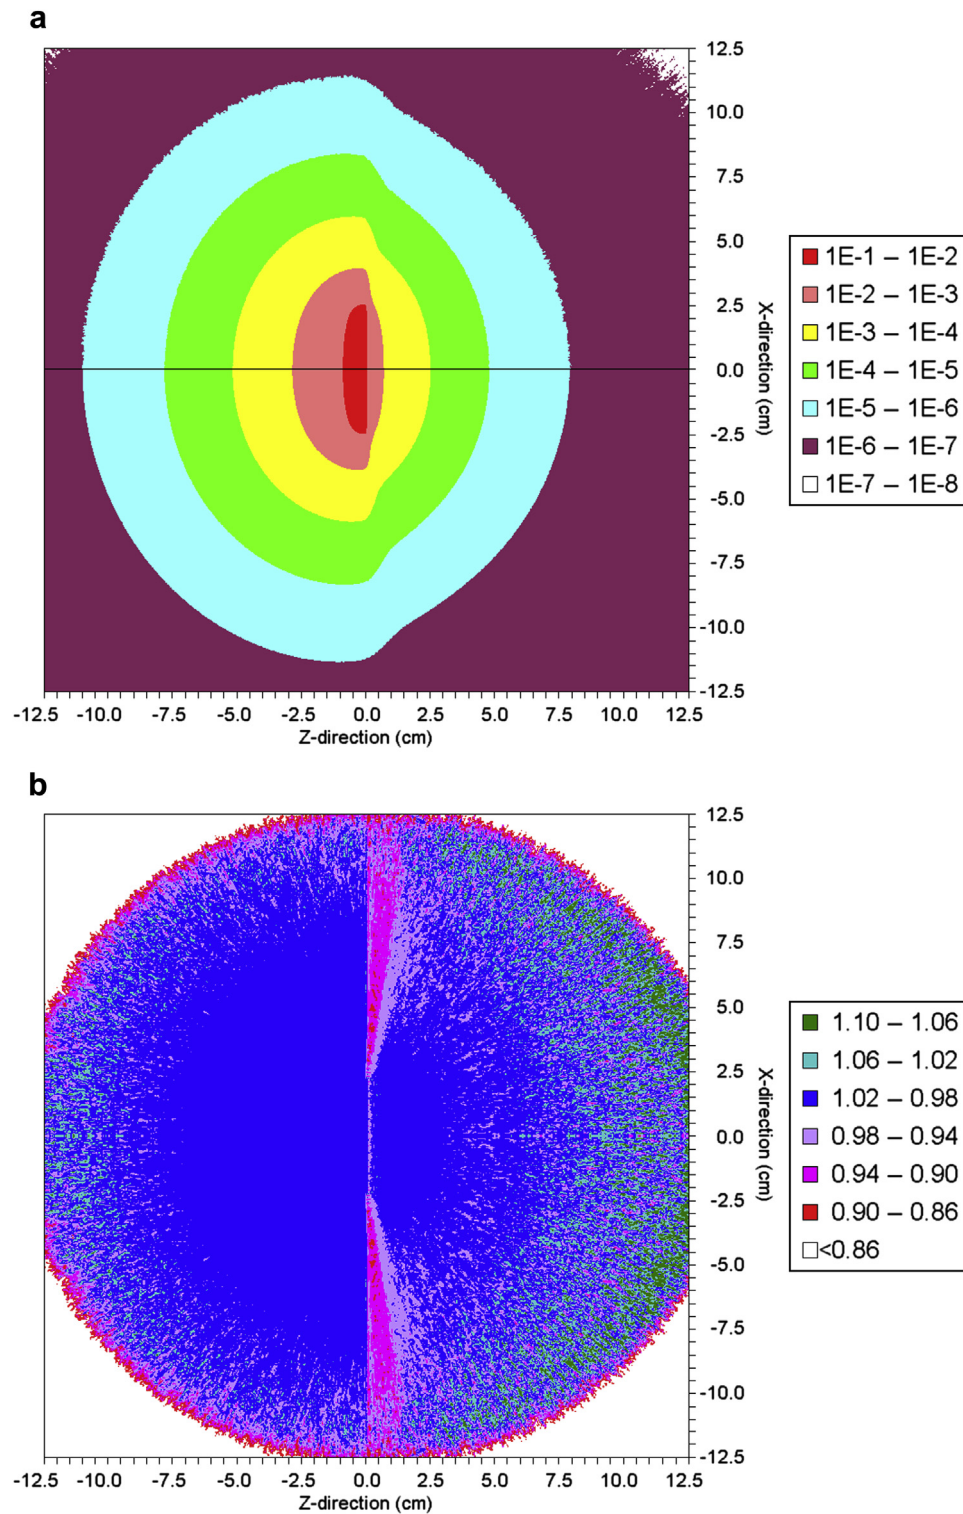 a
12.5
10.0
7.5
5.0
2.5
0.0
-2.5
-5.0
-7.5
-10.0
-12.5
X-direction (cm)
-12.5 -10.0 -7.5 -5.0 -2.5 0.0 2.5 5.0 7.5 10.0 12.5
Z-direction (cm)
1E-1 – 1E-2
1E-2 – 1E-3
1E-3 – 1E-4
1E-4 – 1E-5
1E-5 – 1E-6
1E-6 – 1E-7
1E-7 – 1E-8
b
12.5
10.0
7.5
5.0
2.5
0.0
-2.5
-5.0
-7.5
-10.0
-12.5
X-direction (cm)
-12.5 -10.0 -7.5 -5.0 -2.5 0.0 2.5 5.0 7.5 10.0 12.5
Z-direction (cm)
1.10 – 1.06
1.06 – 1.02
1.02 – 0.98
0.98 – 0.94
0.94 – 0.90
0.90 – 0.86
<0.86